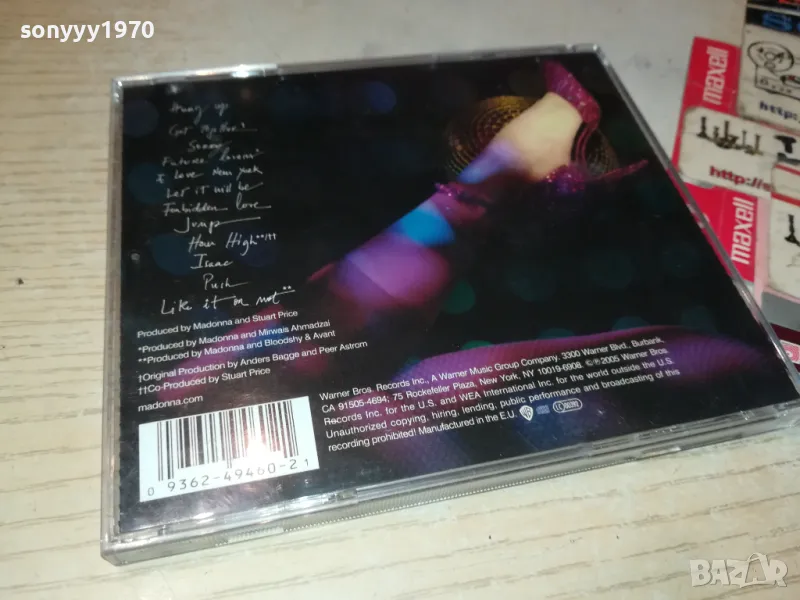 sonyyy1970
Hung up
Get Together*
Sorry
Future Lovers*
I love New York
Let it will be
Forbidden love
Jump
How High**†††
Isaac
Push
Like it or not**
Produced by Madonna and Stuart Price
*Produced by Madonna and Mirwais Ahmadzai
**Produced by Madonna and Bloodshy & Avant
†Original Production by Anders Bagge and Peer Astrom
††Co-Produced by Stuart Price
madonna.com
Warner Bros. Records Inc., A Warner Music Group Company. 3300 Warner Blvd., Burbank,
CA 91505-4694; 75 Rockefeller Plaza, New York, NY 10019-6908. ©℗2005 Warner Bros.
Records Inc. for the U.S. and WEA International Inc. for the world outside the U.S.
Unauthorized copying, hiring, lending, public performance and broadcasting of this
recording prohibited! Manufactured in the E.U.
0 93624-9460-2 1
maxell
maxell
http://s
http:
BAZAR